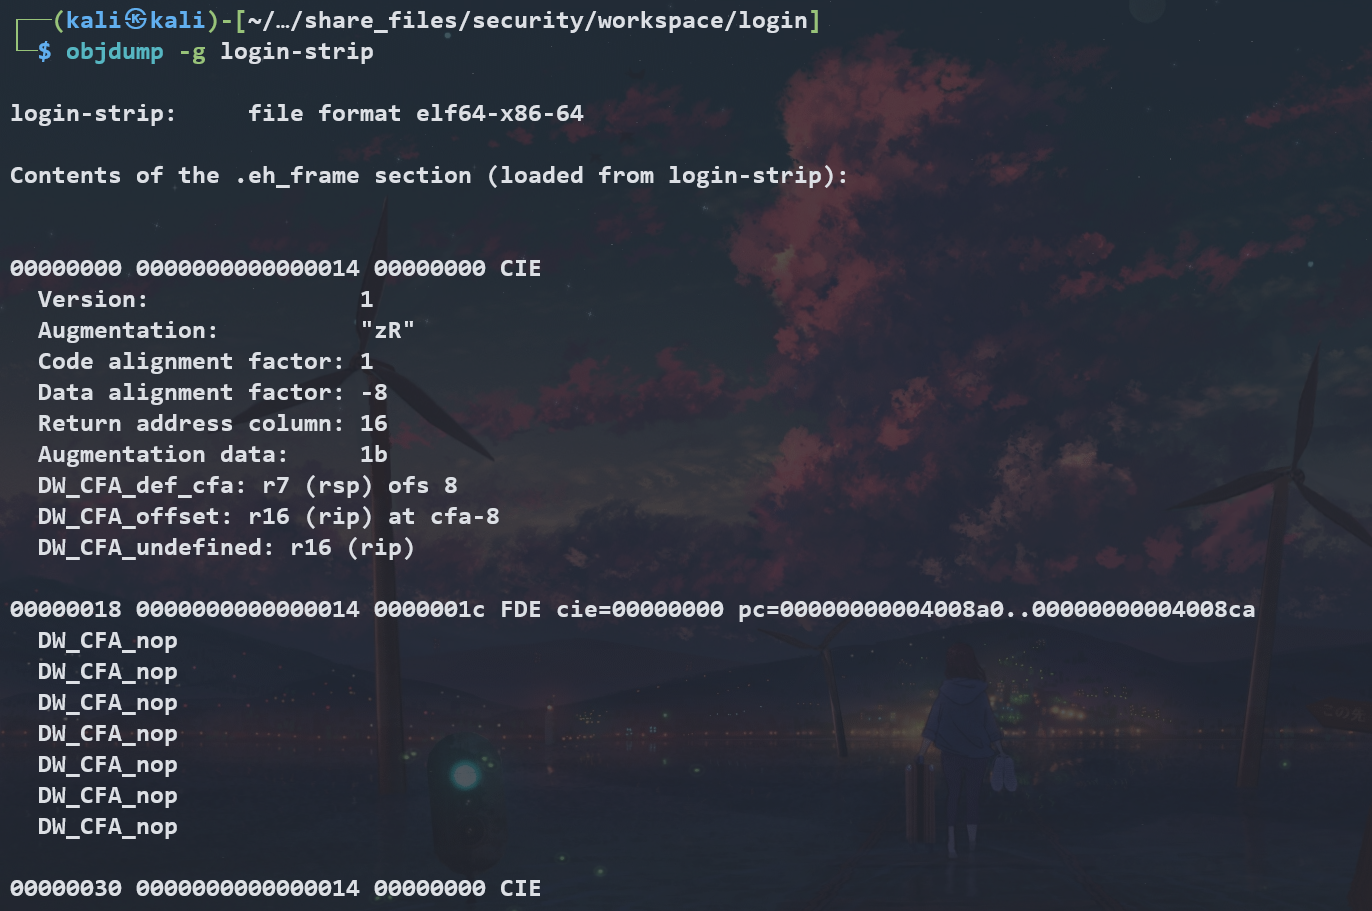 ┌──(kali㉿kali)-[~/…/share_files/security/workspace/login]
└─$ objdump -g login-strip
login-strip:     file format elf64-x86-64
Contents of the .eh_frame section (loaded from login-strip):
00000000 0000000000000014 00000000 CIE
  Version:               1
  Augmentation:          "zR"
  Code alignment factor: 1
  Data alignment factor: -8
  Return address column: 16
  Augmentation data:     1b
  DW_CFA_def_cfa: r7 (rsp) ofs 8
  DW_CFA_offset: r16 (rip) at cfa-8
  DW_CFA_undefined: r16 (rip)
00000018 0000000000000014 0000001c FDE cie=00000000 pc=00000000004008a0..00000000004008ca
  DW_CFA_nop
  DW_CFA_nop
  DW_CFA_nop
  DW_CFA_nop
  DW_CFA_nop
  DW_CFA_nop
  DW_CFA_nop
00000030 0000000000000014 00000000 CIE